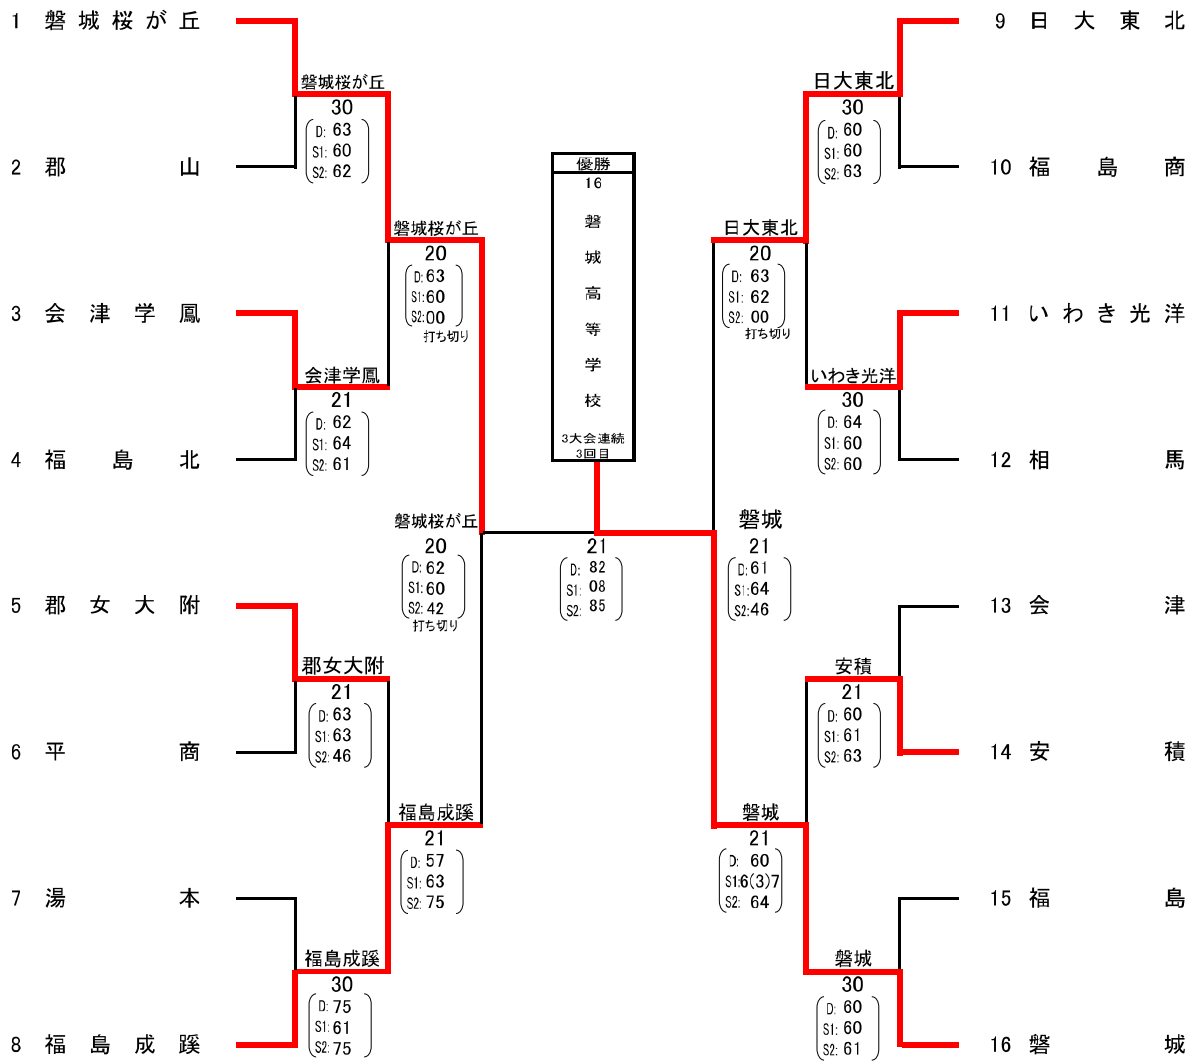 1 磐城桜が丘
磐城桜が丘
30
D: 63
S1: 60
S2: 62
2 郡山
磐城桜が丘
20
D: 63
S1: 60
S2: 00
打ち切り
3 会津学鳳
会津学鳳
21
D: 62
S1: 64
S2: 61
4 福島北
磐城桜が丘
20
D: 62
S1: 60
S2: 42
打ち切り
5 郡女大附
郡女大附
21
D: 63
S1: 63
S2: 46
6 平商
福島成蹊
21
D: 57
S1: 63
S2: 75
7 湯本
福島成蹊
30
D: 75
S1: 61
S2: 75
8 福島成蹊
優勝
16
磐城高等学校
3大会連続
3回目
21
D: 82
S1: 08
S2: 85
9 日大東北
日大東北
30
D: 60
S1: 60
S2: 63
10 福島商
日大東北
20
D: 63
S1: 62
S2: 00
打ち切り
11 いわき光洋
いわき光洋
30
D: 64
S1: 60
S2: 60
12 相馬
磐城
21
D: 61
S1: 64
S2: 46
13 会津
安積
21
D: 60
S1: 61
S2: 63
14 安積
磐城
21
D: 60
S1: 6(3)7
S2: 64
15 福島
磐城
30
D: 60
S1: 60
S2: 61
16 磐城